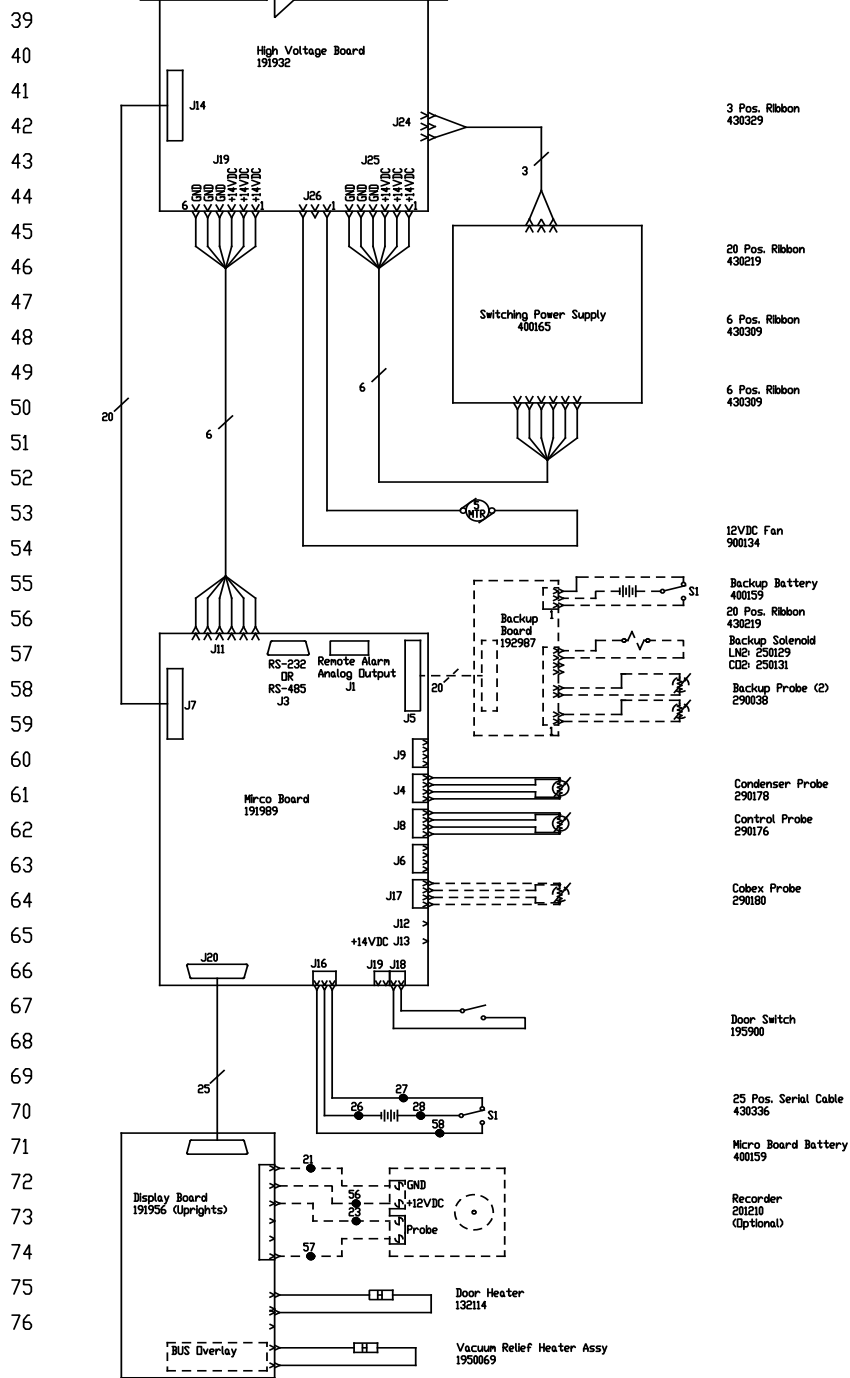 39
High Voltage Board
191932
40
41
J14
3 Pos. Ribbon
430329
42
J24
43
J19
J25
3
GND
GND
GND
+14VDC
+14VDC
+14VDC
GND
GND
GND
+14VDC
+14VDC
+14VDC
44
6
1
J26
1
1
45
20 Pos. Ribbon
430219
46
47
Switching Power Supply
400165
6 Pos. Ribbon
430309
48
49
6
6 Pos. Ribbon
430309
50
20
6
51
52
53
5
MTR
12VDC Fan
900134
54
55
Backup Battery
400159
S1
56
Backup
Board
192987
1
20 Pos. Ribbon
430219
57
J11
RS-232
OR
RS-485
J3
Remote Alarm
Analog Output
J1
Backup Solenoid
LN2: 250129
CO2: 250131
58
20
Backup Probe (2)
290038
J7
J5
59
1
60
J9
61
Mirco Board
191989
J4
Condenser Probe
290178
62
J8
Control Probe
290176
63
J6
64
J17
Cobex Probe
290180
65
J12
+14VDC J13
66
J20
J16
J19
J18
67
Door Switch
195900
68
69
25
27
25 Pos. Serial Cable
430336
70
26
28
S1
58
71
Micro Board Battery
400159
72
21
GND
Display Board
191956 (Uprights)
56
+12VDC
Recorder
201210
(Optional)
73
23
Probe
74
57
75
H
Door Heater
132114
76
BUS Overlay
H
Vacuum Relief Heater Assy
1950069